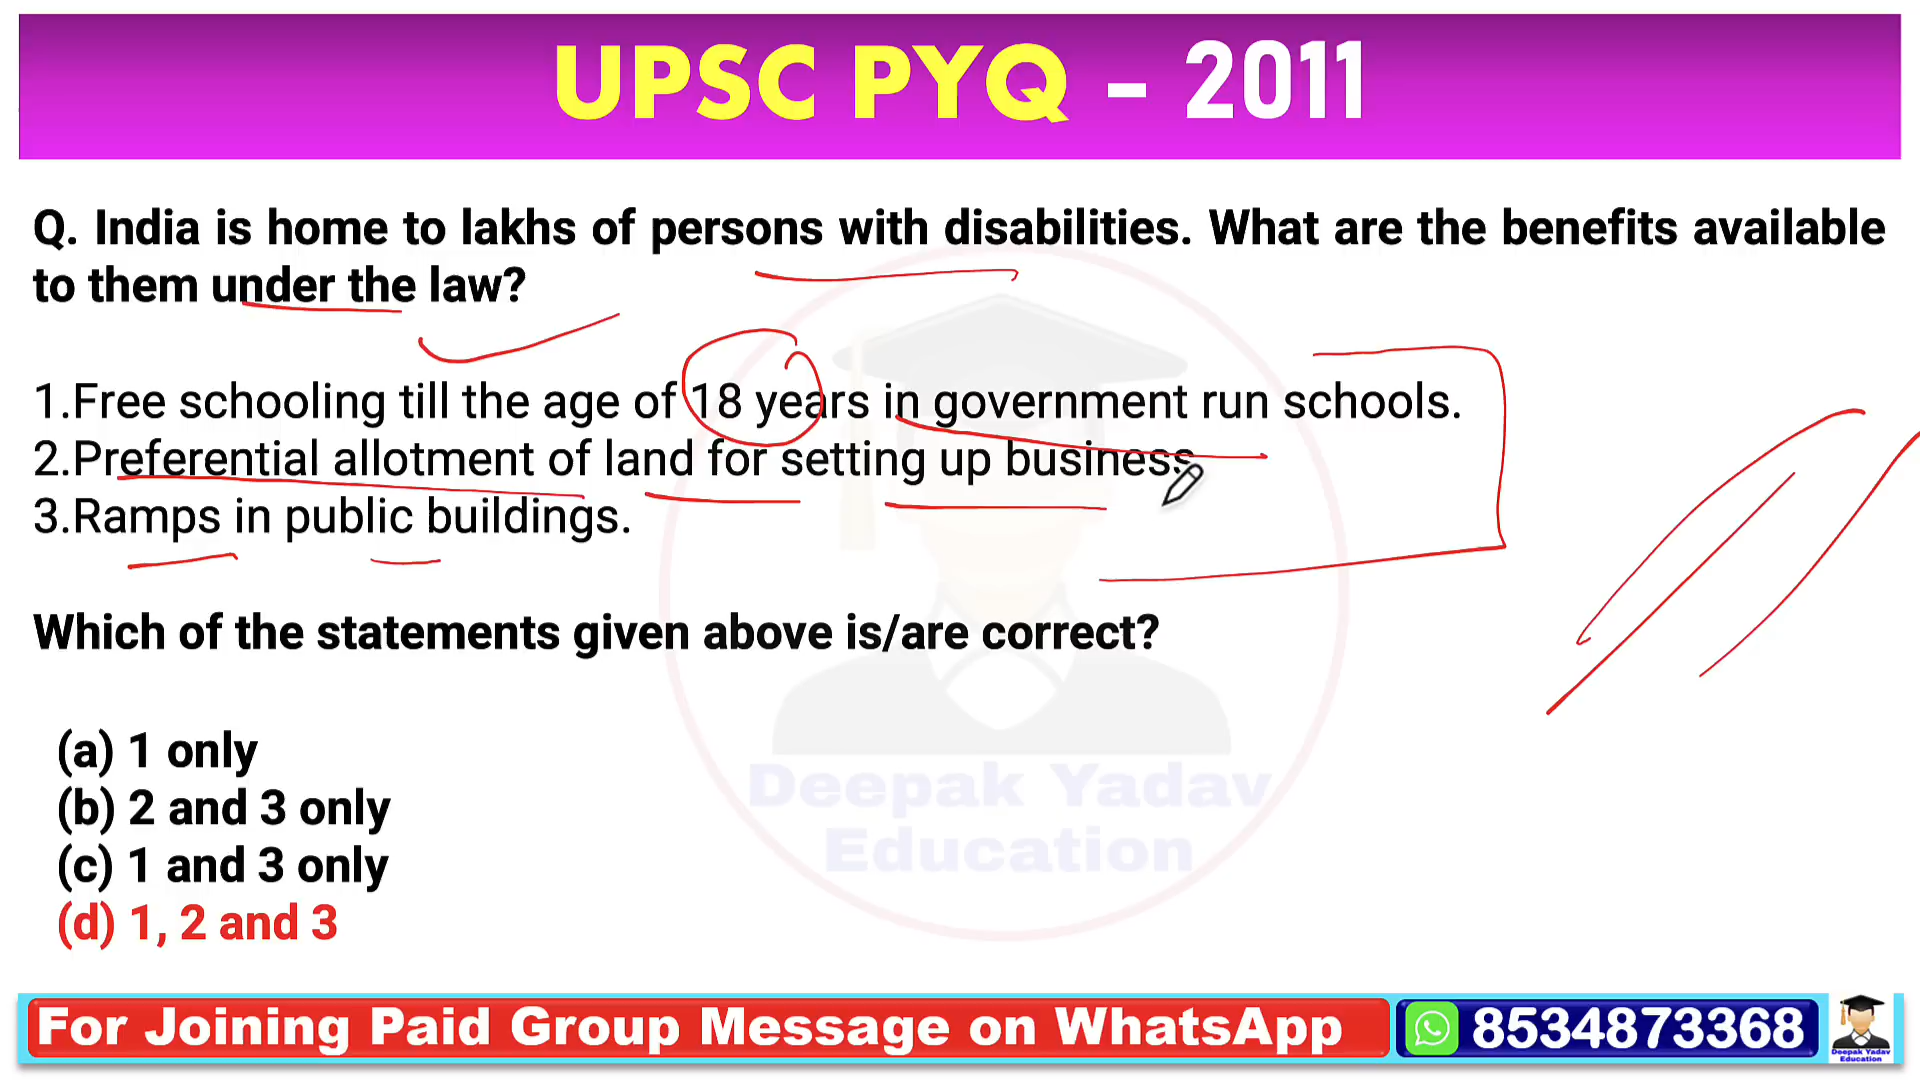 UPSC PYQ - 2011
Q. India is home to lakhs of persons with disabilities. What are the benefits available
to them under the law?
1.Free schooling till the age of 18 years in government run schools.
2.Preferential allotment of land for setting up business
3.Ramps in public buildings.
Which of the statements given above is/are correct?
(a) 1 only
(b) 2 and 3 only
(c) 1 and 3 only
(d) 1, 2 and 3
Deepak Yadav
Education
For Joining Paid Group Message on WhatsApp
8534873368
Deepak Yadav
Education